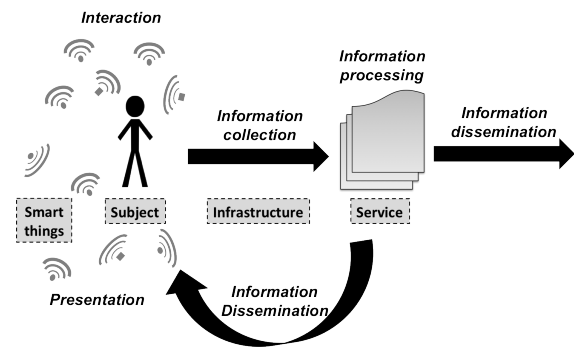 Interaction
Information
processing
Information
collection
Information
dissemination
Smart
things
Subject
Infrastructure
Service
Presentation
Information
Dissemination